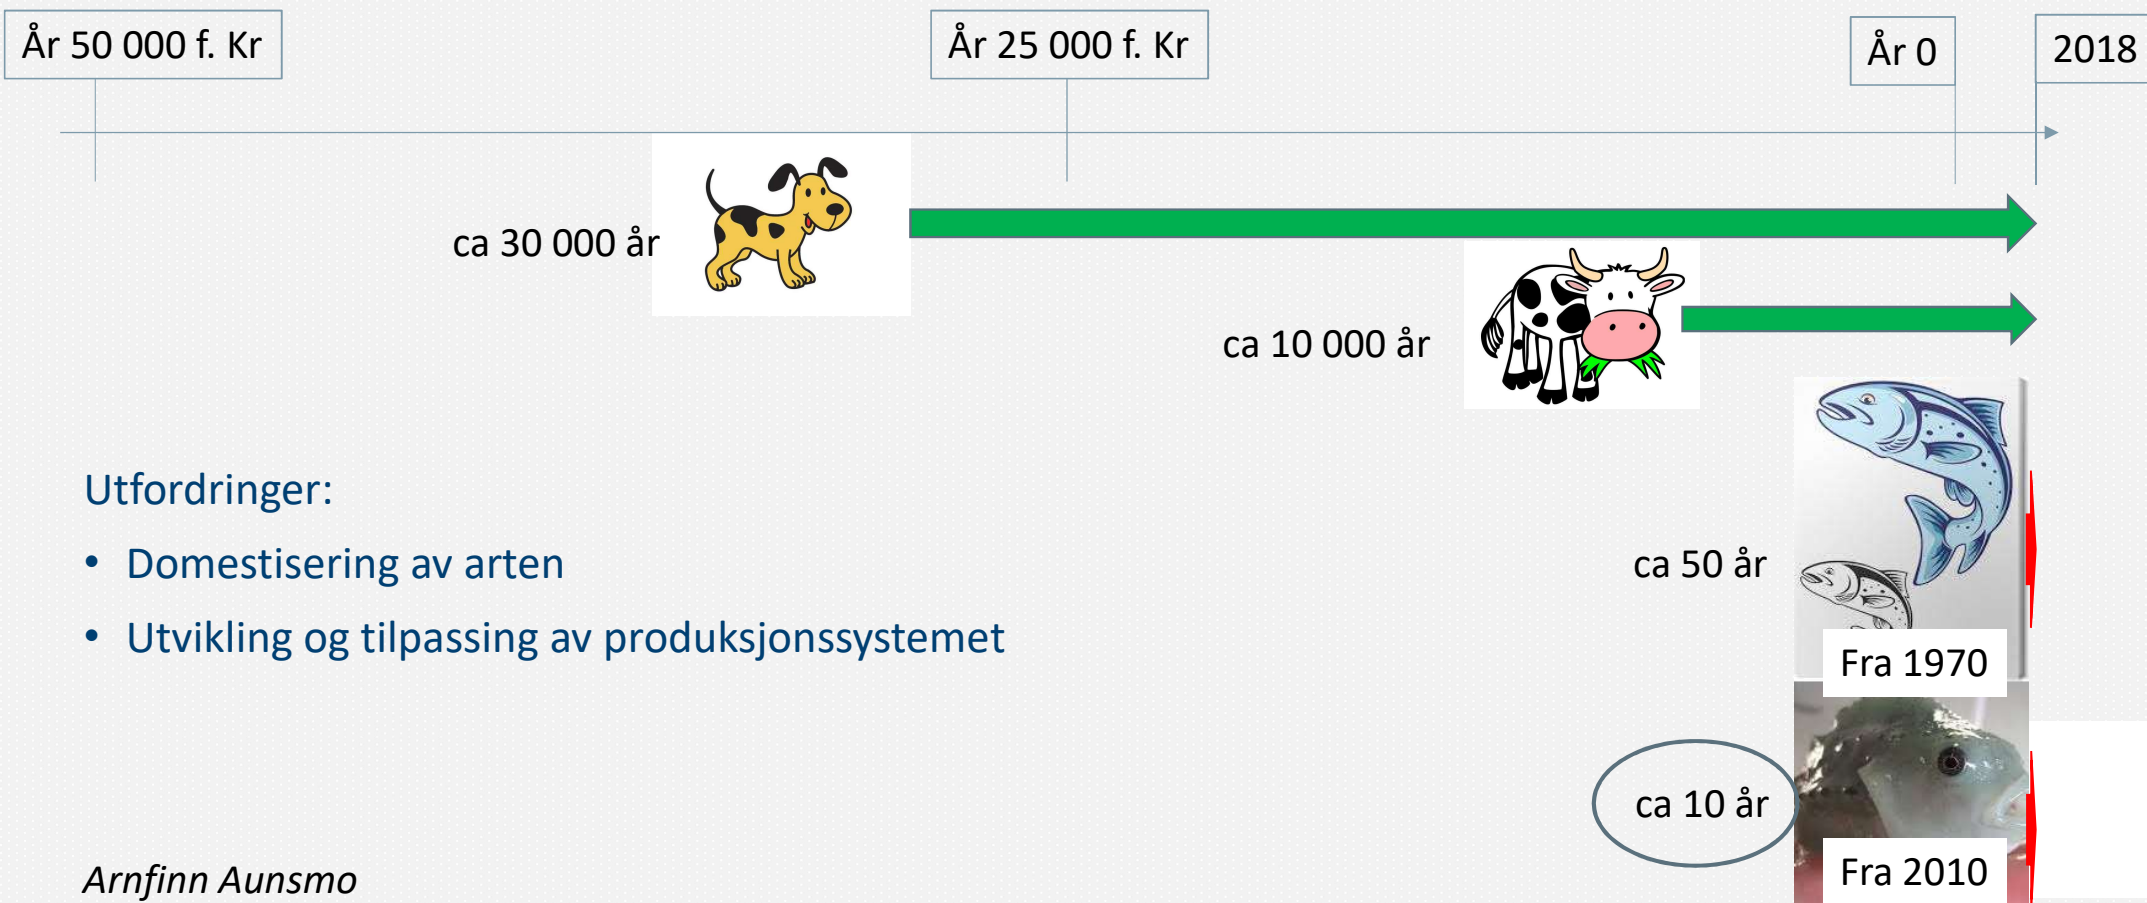 År 50 000 f. Kr
År 25 000 f. Kr
År 0
2018
ca 30 000 år
ca 10 000 år
Utfordringer:
• Domestisering av arten
• Utvikling og tilpassing av produksjonssystemet
ca 50 år
Fra 1970
ca 10 år
Fra 2010
Arnfinn Aunsmo